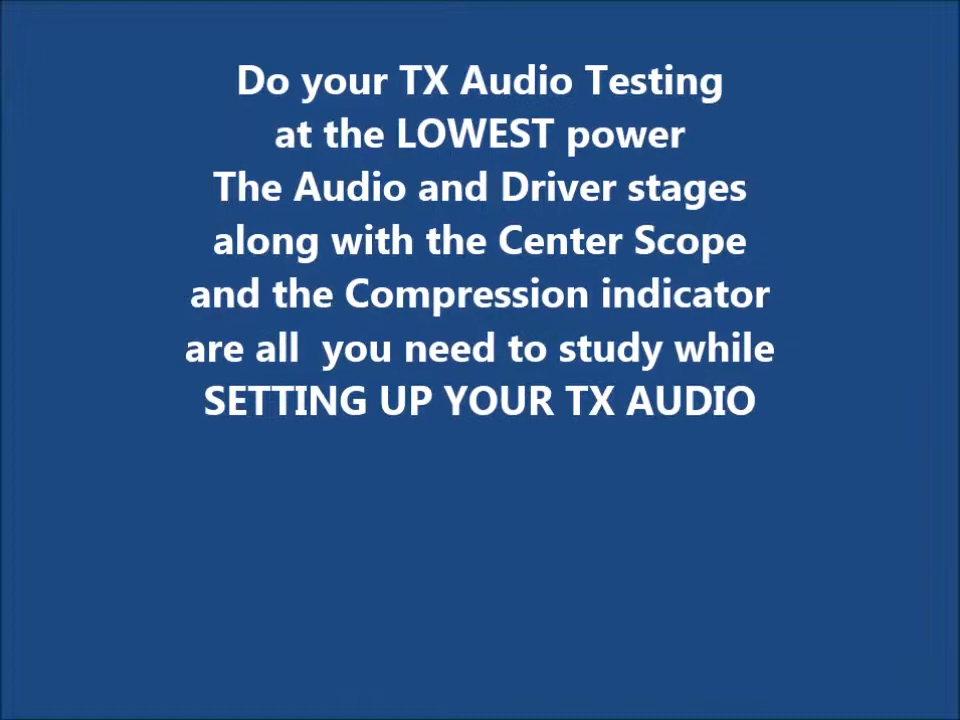 Do your TX Audio Testing
at the LOWEST power
The Audio and Driver stages
along with the Center Scope
and the Compression indicator
are all  you need to study while
SETTING UP YOUR TX AUDIO